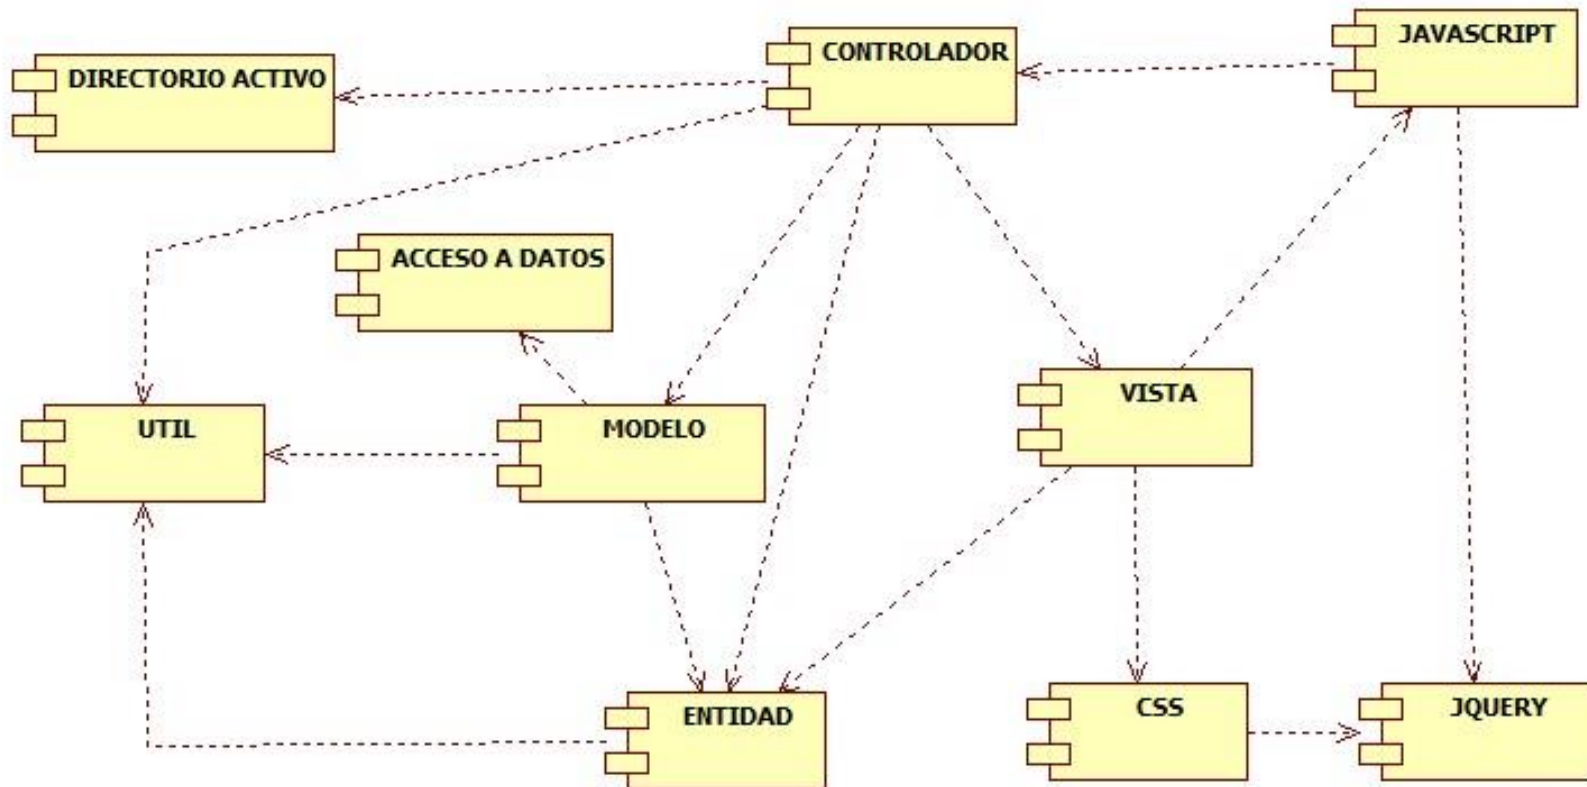 DIRECTORIO ACTIVO
CONTROLADOR
JAVASCRIPT
ACCESO A DATOS
UTIL
MODELO
VISTA
ENTIDAD
CSS
JQUERY